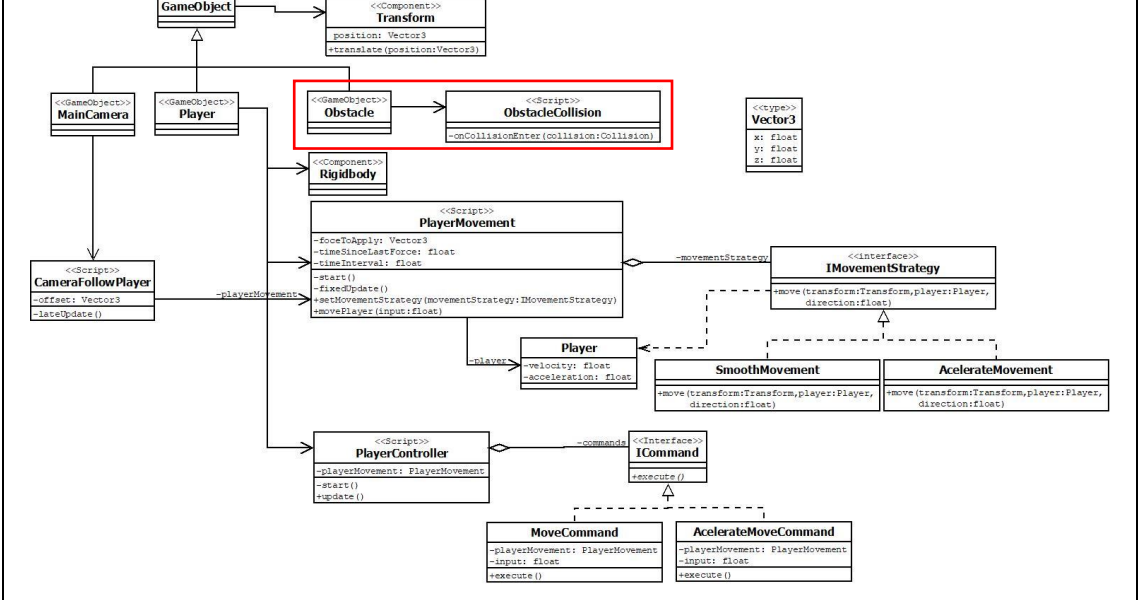 GameObject
<<Component>>
Transform
position: Vector3
+translate(position:Vector3)
<<GameObject>>
MainCamera
<<GameObject>>
Player
<<GameObject>>
Obstacle
<<Script>>
ObstacleCollision
-onCollisionEnter(collision:Collision)
<<type>>
Vector3
x: float
y: float
z: float
<<Component>>
Rigidbody
<<Script>>
PlayerMovement
-foceToApply: Vector3
-timeSinceLastForce: float
-timeInterval: float
-start()
-fixedUpdate()
+setMovementStrategy(movementStrategy:IMovementStrategy)
+movePlayer(input:float)
-movementStrategy
<<interface>>
IMovementStrategy
+move(transform:Transform,player:Player,
direction:float)
<<Script>>
CameraFollowPlayer
-offset: Vector3
-lateUpdate()
-playerMovement
-player
Player
-velocity: float
-acceleration: float
SmoothMovement
+move(transform:Transform,player:Player,
direction:float)
AcelerateMovement
+move(transform:Transform,player:Player,
direction:float)
<<Script>>
PlayerController
-playerMovement: PlayerMovement
-start()
+update()
-commands
<<Interface>>
ICommand
+execute()
MoveCommand
-playerMovement: PlayerMovement
-input: float
+execute()
AcelerateMoveCommand
-playerMovement: PlayerMovement
-input: float
+execute()